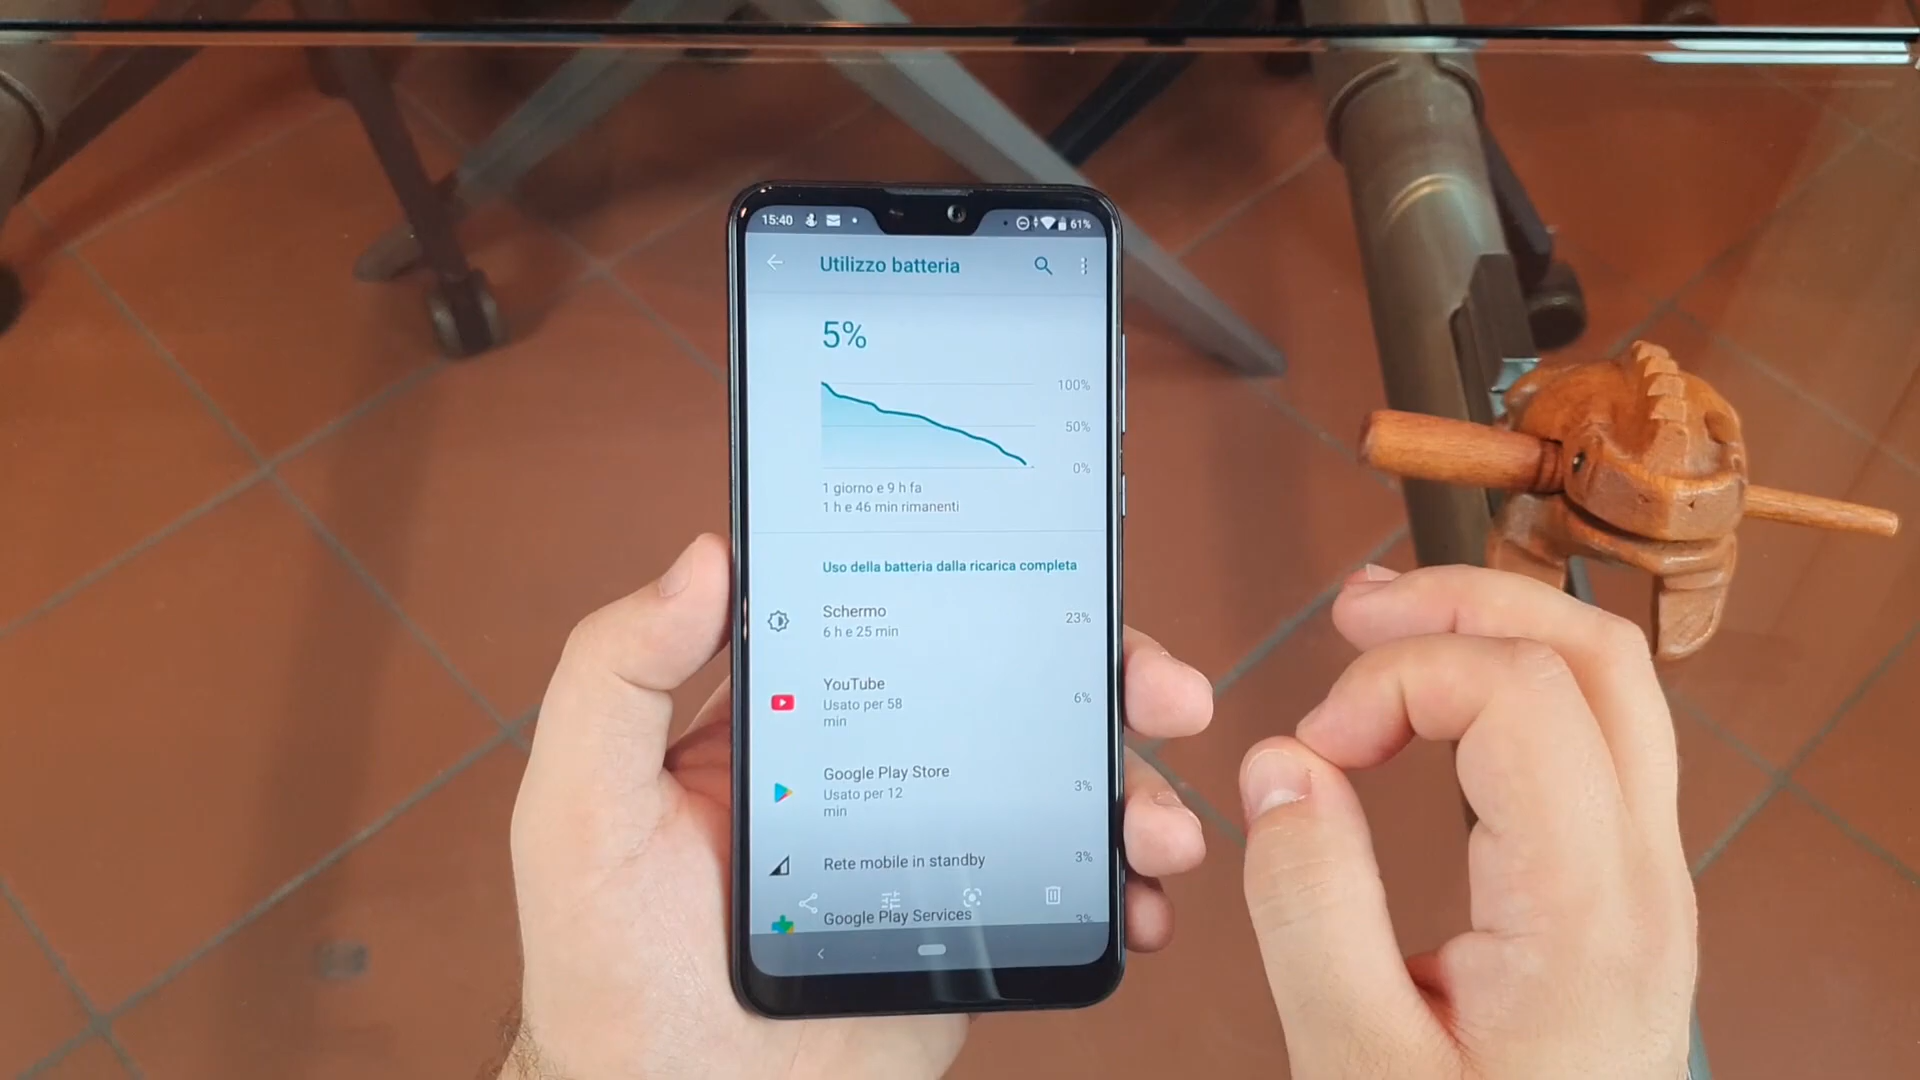 15:40
61%
Utilizzo batteria
5%
100%
50%
0%
1 giorno e 9 h fa
1 h e 46 min rimanenti
Uso della batteria dalla ricarica completa
Schermo
23%
6 h e 25 min
YouTube
6%
Usato per 58
min
Google Play Store
3%
Usato per 12
min
Rete mobile in standby
3%
Google Play Services
3%